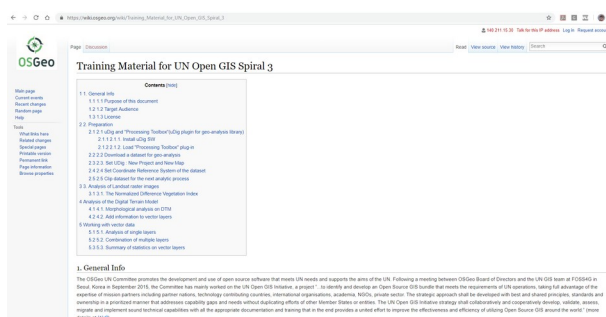 https://wiki.osgeo.org/wiki/Training_Material_for_UN_Open_GIS_Spiral_3
Talk for this IP address Log in Request account
Page Discussion
Read View source View history Search
OSGeo
Training Material for UN Open GIS Spiral 3
Main page
Current events
Recent changes
Random page
Help
Tools
What links here
Related changes
Special pages
Printable version
Permanent link
Page information
Browse properties
Contents [hide]
1 1. General Info
1.1 1.1 Purpose of this document
1.2 1.2 Target Audience
1.3 1.3 License
2 2. Preparation
2.1 2.1 uDig and "Processing Toolbox"(uDig plugin for geo-analysis library)
2.1.1 2.1.1. Install uDig SW
2.1.2 2.1.2. Load "Processing Toolbox" plug-in
2.2 2.2 Download a dataset for geo-analysis
2.3 2.3. Set UDig : New Project and New Map
2.4 2.4 Set Coordinate Reference System of the dataset
2.5 2.5 Clip dataset for the next analytic process
3 3. Analysis of Landsat raster images
3.1 3.1. The Normalized Difference Vegetation Index
4 Analysis of the Digital Terrain Model
4.1 4.1. Morphological analysis on DTM
4.2 4.2. Add information to vector layers
5 Working with vector data
5.1 5.1. Analysis of single layers
5.2 5.2. Combination of multiple layers
5.3 5.3. Summary of statistics on vector layers
1. General Info
The OSGeo UN Committee promotes the development and use of open source software that meets UN needs and supports the aims of the UN. Following a meeting between OSGeo Board of Directors and the UN GIS team at FOSS4G in
Seoul, Korea in September 2015, the Committee has mainly worked on the UN Open GIS Initiative, a project "...to identify and develop an Open Source GIS bundle that meets the requirements of UN operations, taking full advantage of the
expertise of mission partners including partner nations, technology contributing countries, international organisations, academia, NGOs, private sector. The strategic approach shall be developed with best and shared principles, standards and
ownership in a prioritized manner that addresses capability gaps and needs without duplicating efforts of other Member States or entities. The UN Open GIS Initiative strategy shall collaboratively and cooperatively develop, validate, assess,
migrate and implement sound technical capabilities with all the appropriate documentation and training that in the end provides a united effort to improve the effectiveness and efficiency of utilizing Open Source GIS around the world." (more